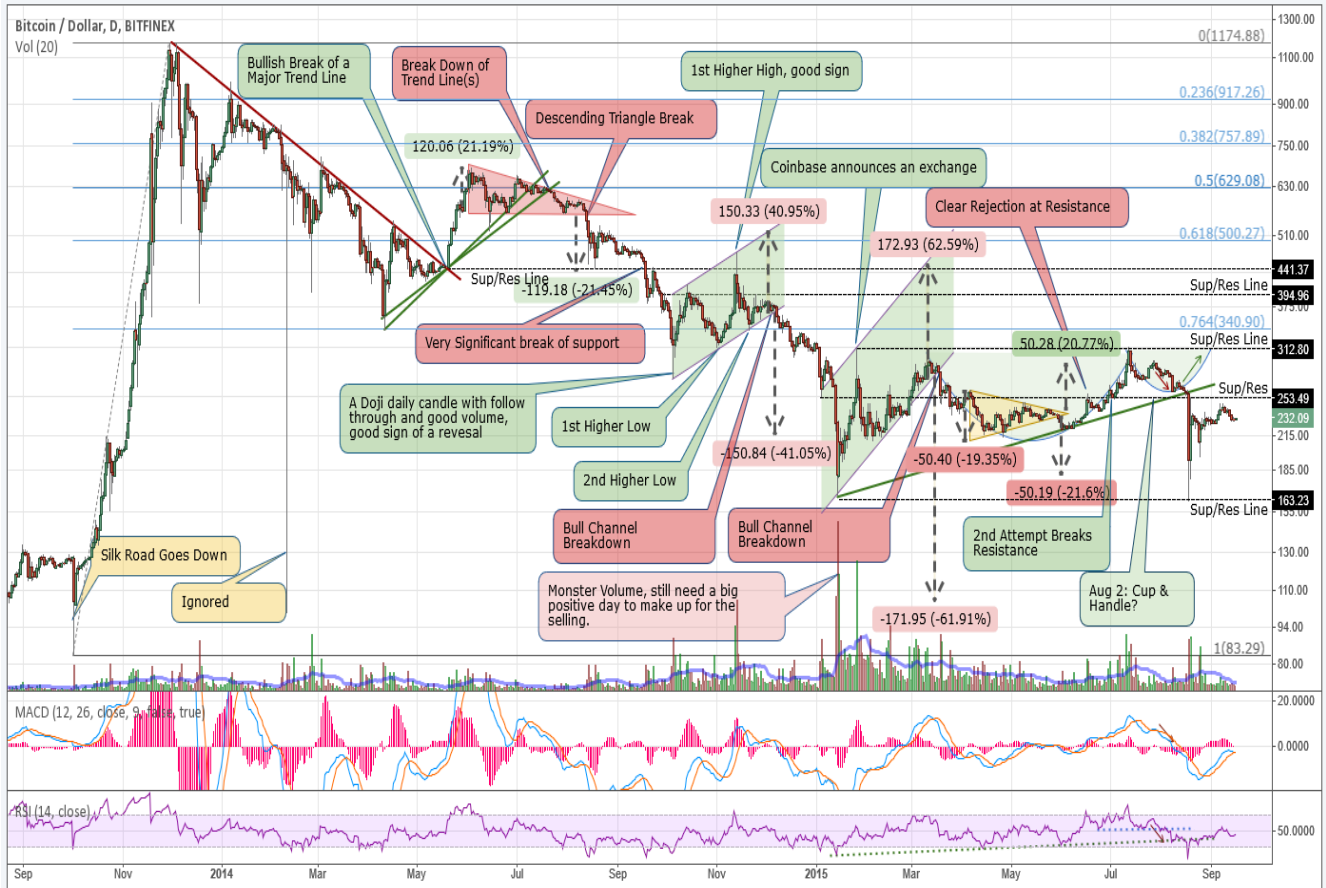 Bitcoin / Dollar, D, BITFINEX
Vol (20)
1300.00
0(1174.88)
1100.00
Bullish Break of a
Major Trend Line
Break Down of
Trend Line(s)
1st Higher High, good sign
0.236(917.26)
900.00
Descending Triangle Break
120.06 (21.19%)
0.382(757.89)
750.00
Coinbase announces an exchange
0.5(629.08)
630.00
150.33 (40.95%)
Clear Rejection at Resistance
0.618(500.27)
510.00
172.93 (62.59%)
441.37
Sup/Res Line
-119.18 (-21.45%)
Sup/Res Line
394.96
375.00
0.764(340.90)
Very Significant break of support
50.28 (20.77%)
Sup/Res Line
312.80
A Doji daily candle with follow
through and good volume,
good sign of a revesal
Sup/Res
253.49
1st Higher Low
232.09
215.00
2nd Higher Low
-150.84 (-41.05%)
-50.40 (-19.35%)
185.00
-50.19 (-21.6%)
163.23
Sup/Res Line
155.00
Bull Channel
Breakdown
Bull Channel
Breakdown
2nd Attempt Breaks
Resistance
Silk Road Goes Down
130.00
Ignored
Monster Volume, still need a big
positive day to make up for the
selling.
Aug 2: Cup &
Handle?
110.00
-171.95 (-61.91%)
94.00
1(83.29)
80.00
MACD (12, 26, close, 9, false, true)
20.0000
0.0000
RSI (14, close)
50.0000
Sep Nov 2014 Mar May Jul Sep Nov 2015 Mar May Jul Sep